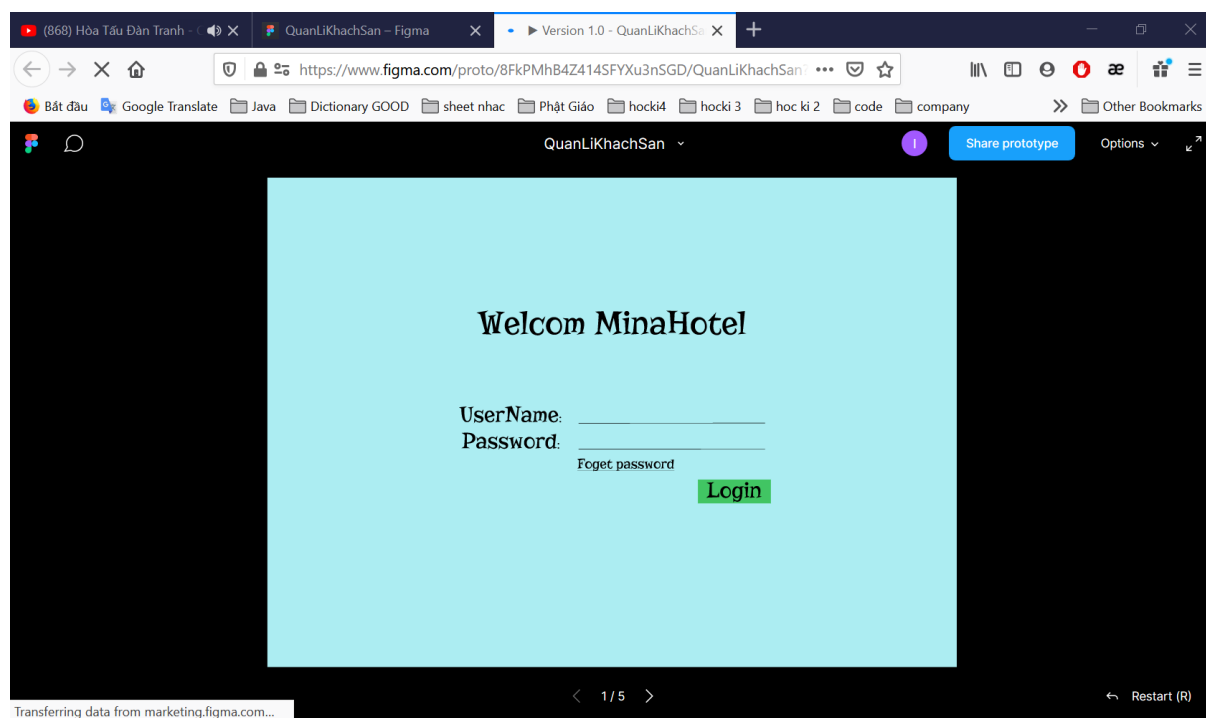 (868) Hòa Tấu Đàn Tranh - QuanLiKhachSan – Figma Version 1.0 - QuanLiKhachSa
https://www.figma.com/proto/8FkPMhB4Z414SFYXu3nSGD/QuanLiKhachSan?
Bắt đầu Google Translate Java Dictionary GOOD sheet nhac Phật Giáo hocki4 hocki 3 hoc ki 2 code company Other Bookmarks
QuanLiKhachSan I Share prototype Options
Welcom MinaHotel
UserName:
Password:
Foget password
Login
1 / 5 Restart (R)
Transferring data from marketing.figma.com...